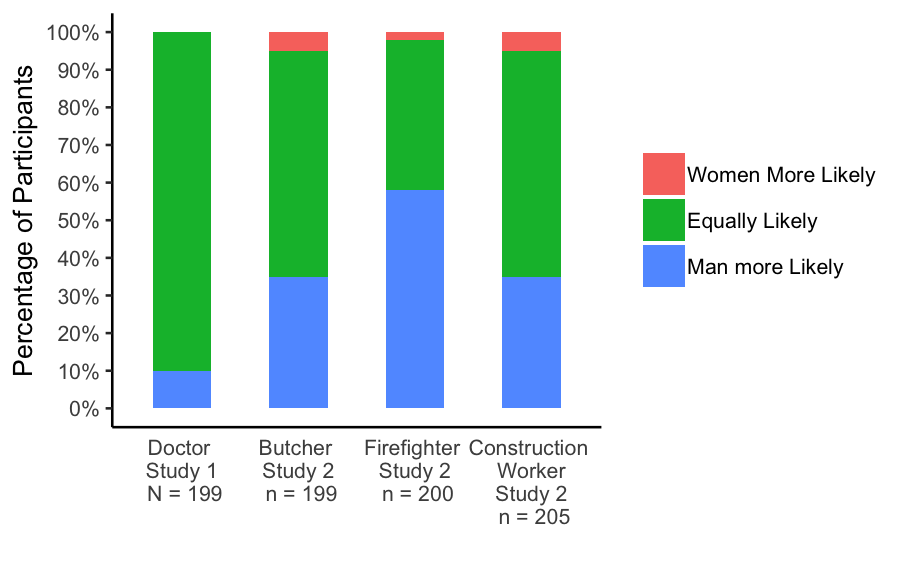 Percentage of Participants
100%
90%
80%
70%
60%
50%
40%
30%
20%
10%
0%
Doctor
Study 1
N = 199
Butcher
Study 2
n = 199
Firefighter
Study 2
n = 200
Construction
Worker
Study 2
n = 205
Women More Likely
Equally Likely
Man more Likely